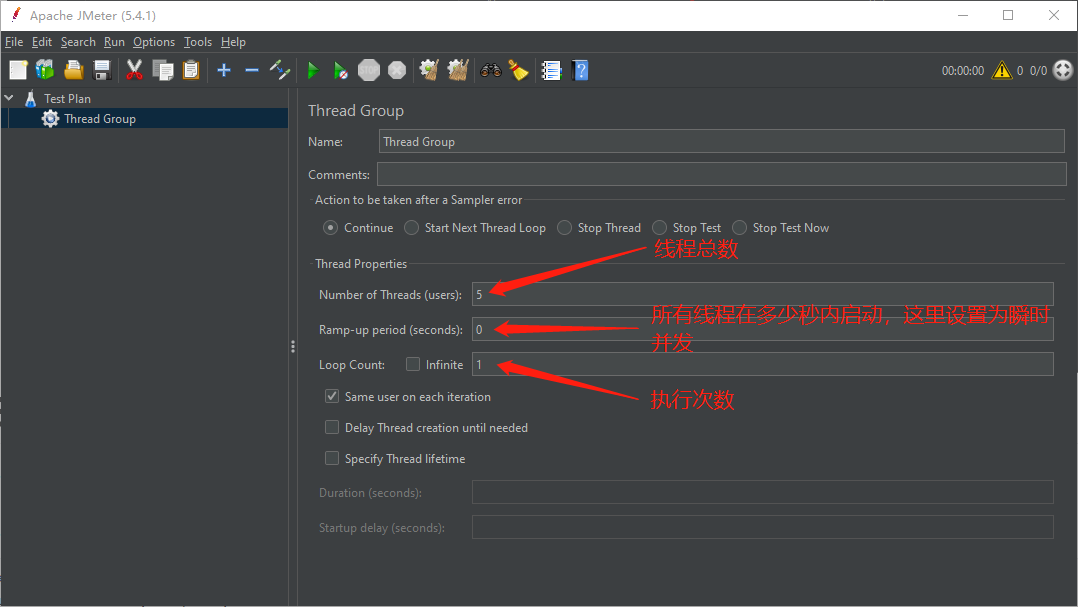 Apache JMeter (5.4.1)
File Edit Search Run Options Tools Help
STOP
00:00:00 0 0/0
Test Plan
Thread Group
Thread Group
Name: Thread Group
Comments:
Action to be taken after a Sampler error
Continue Start Next Thread Loop Stop Thread Stop Test Stop Test Now
线程总数
Thread Properties
Number of Threads (users): 5
所有线程在多少秒内启动，这里设置为瞬时
并发
Ramp-up period (seconds): 0
Loop Count: Infinite 1
执行次数
Same user on each iteration
Delay Thread creation until needed
Specify Thread lifetime
Duration (seconds):
Startup delay (seconds):